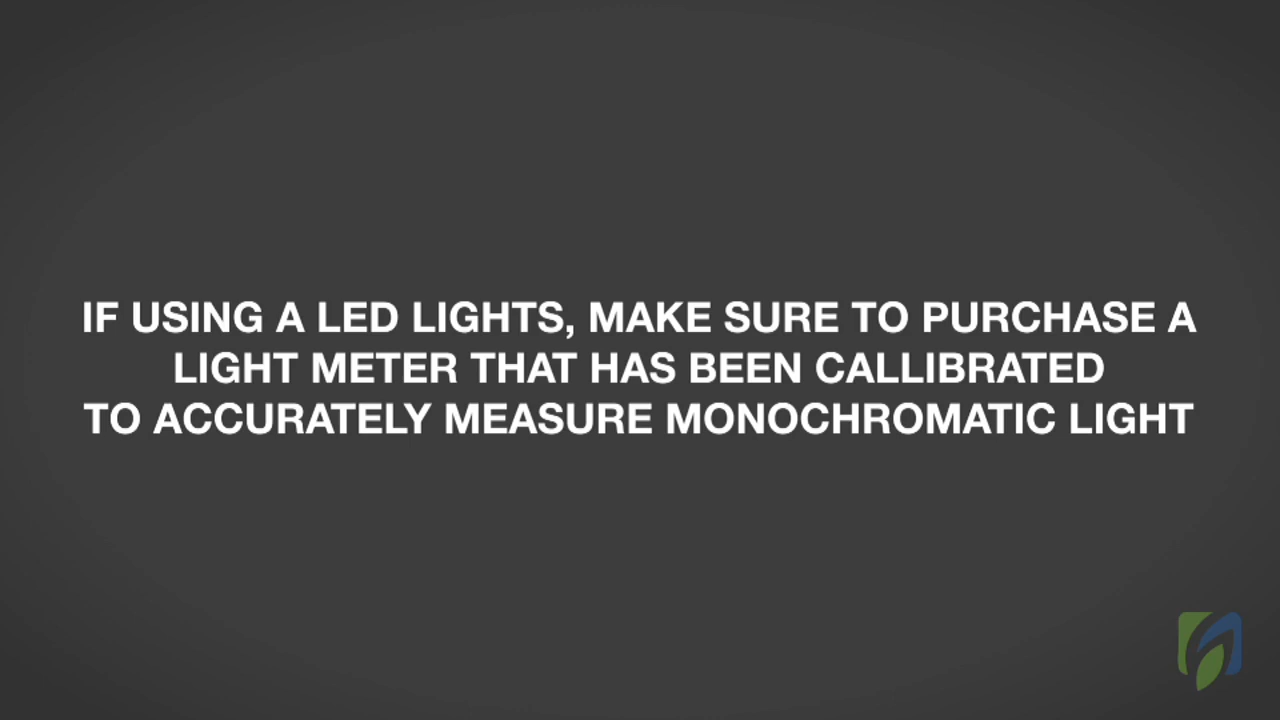 IF USING A LED LIGHTS, MAKE SURE TO PURCHASE A
LIGHT METER THAT HAS BEEN CALLIBRATED
TO ACCURATELY MEASURE MONOCHROMATIC LIGHT